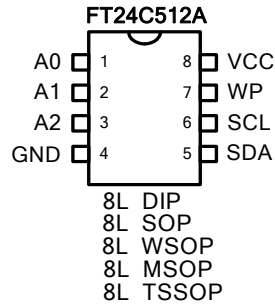 FT24C512A
A0 1 8 VCC
A1 2 7 WP
A2 3 6 SCL
GND 4 5 SDA
8L DIP
8L SOP
8L WSOP
8L MSOP
8L TSSOP